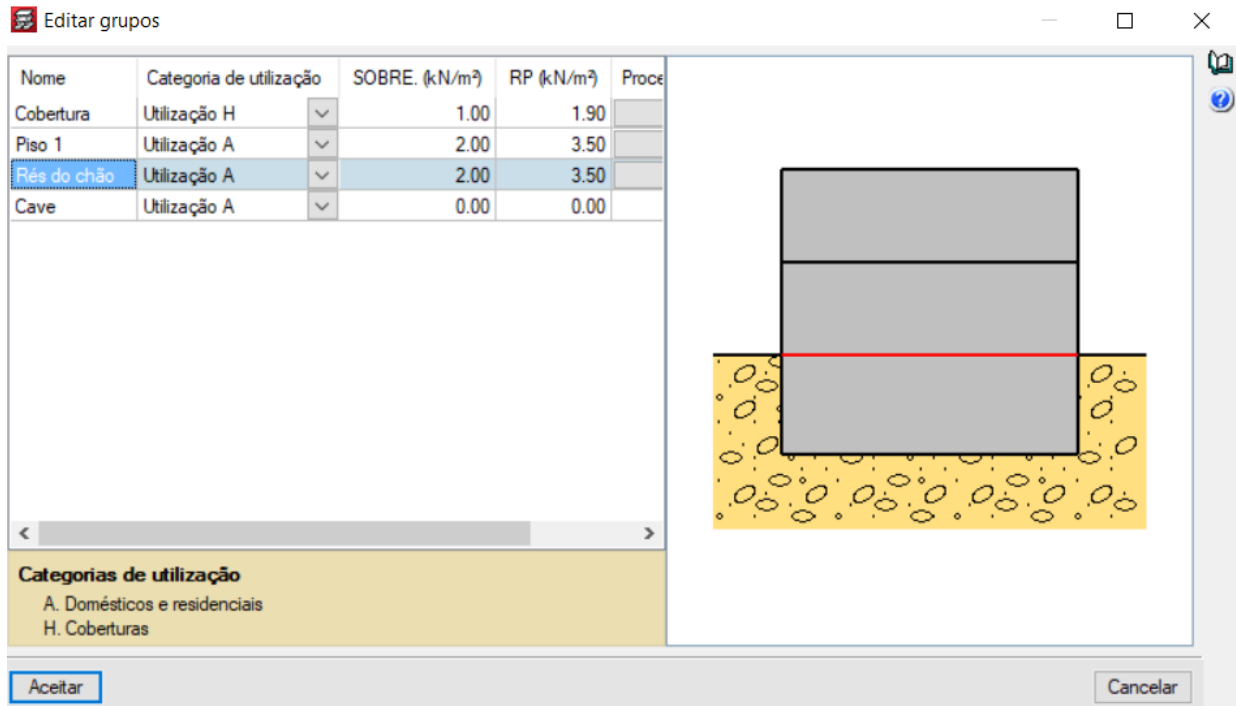 Editar grupos
Nome Categoria de utilização SOBRE. (kN/m²) RP (kN/m²) Proce
Cobertura Utilização H 1.00 1.90
Piso 1 Utilização A 2.00 3.50
Rés do chão Utilização A 2.00 3.50
Cave Utilização A 0.00 0.00
Categorias de utilização
A. Domésticos e residenciais
H. Coberturas
Aceitar Cancelar